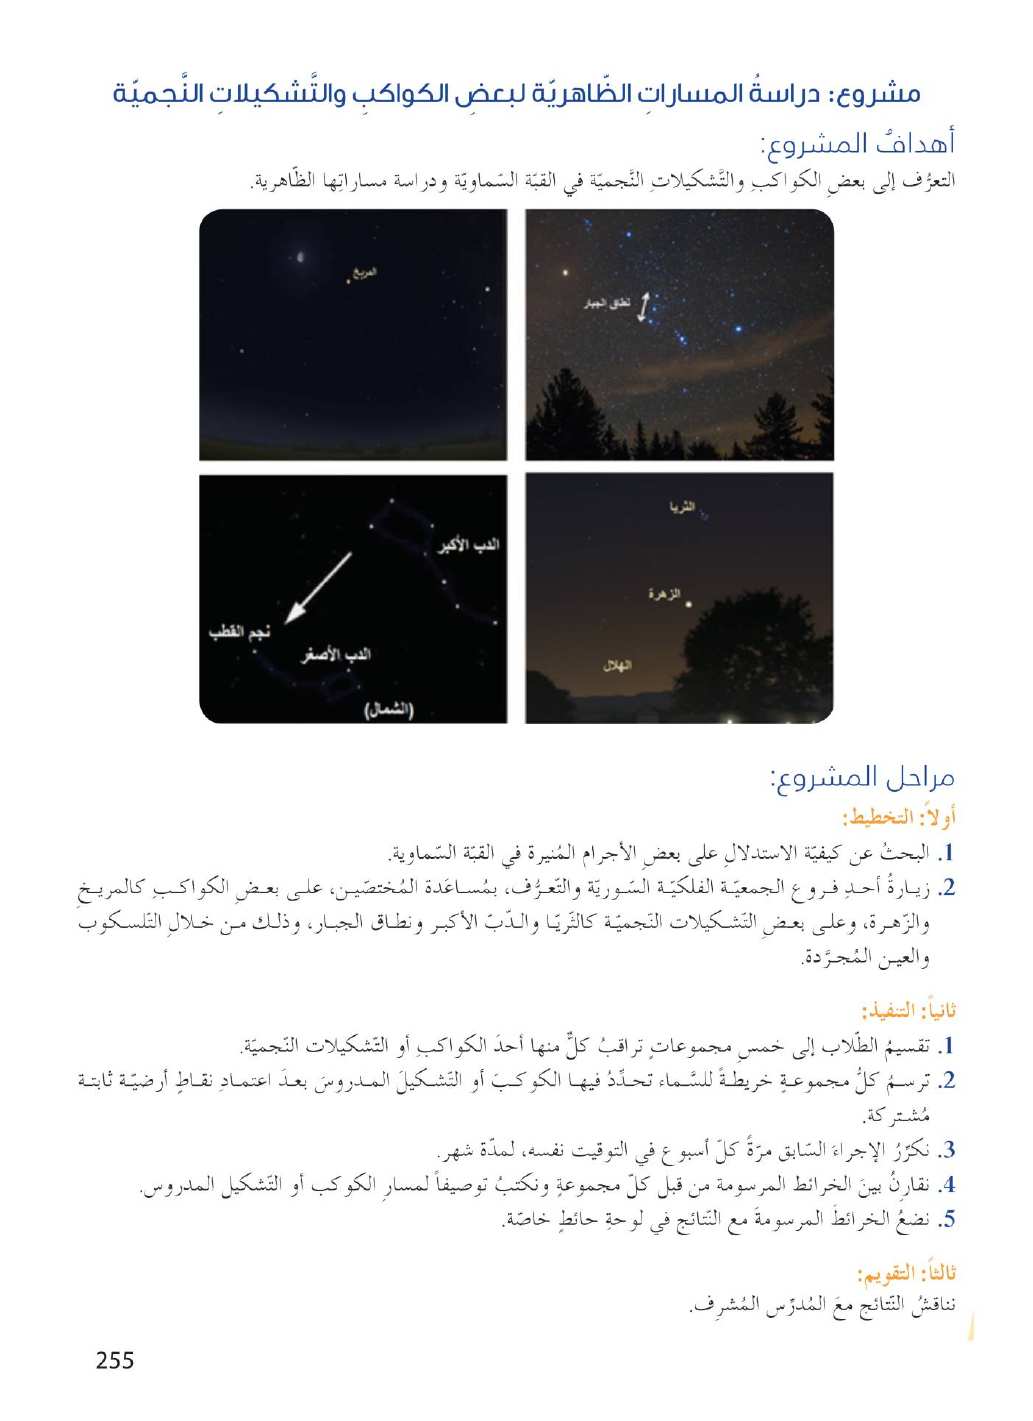 مشروع: دراسةُ المساراتِ الظّاهريّة لبعضِ الكواكبِ والتَّشكيلاتِ النَّجميّة
أهدافُ المشروع:
التعرُّف إلى بعضِ الكواكبِ والتَّشكيلاتِ النَّجميّة في القبّة السّماويّة ودراسة مساراتِها الظّاهرية.
المريخ
نطاق الجبار
الدب الأكبر
نجم القطب
الدب الأصغر
(الشمال)
الثريا
الزهرة
الهلال
مراحل المشروع:
أولاً: التخطيط:
1. البحثُ عن كيفيّة الاستدلالِ على بعضِ الأجرام المُنيرة في القبّة السّماوية.
2. زيارةُ أحدِ فروع الجمعيّة الفلكيّة السّوريّة والتّعرُّف، بمُساعَدة المُختصّين، على بعضِ الكواكبِ كالمريخِ
والزّهرة، وعلى بعضِ التّشكيلات النّجميّة كالثّريّا والدّبّ الأكبر ونطاق الجبار، وذلك من خلالِ التّلسكوب
والعين المُجرَّدة.
ثانياً: التنفيذ:
1. تقسيمُ الطّلاب إلى خمسِ مجموعاتٍ تراقبُ كلٌّ منها أحدَ الكواكبِ أو التّشكيلات النّجميّة.
2. ترسمُ كلُّ مجموعةٍ خريطةً للسَّماء تحدِّدُ فيها الكوكبَ أو التّشكيلَ المدروسَ بعدَ اعتمادِ نقاطٍ أرضيّة ثابتة
مُشتركة.
3. نكرّرُ الإجراءَ السّابق مرّةً كلّ أسبوع في التوقيت نفسه، لمدّة شهر.
4. نقارِنُ بينَ الخرائط المرسومة من قبل كلّ مجموعةٍ ونكتبُ توصيفاً لمسارِ الكوكب أو التّشكيل المدروس.
5. نضعُ الخرائطَ المرسومةَ مع النّتائج في لوحةِ حائطٍ خاصّة.
ثالثاً: التقويم:
نناقشُ النّتائج معَ المُدرِّس المُشرِف.
255